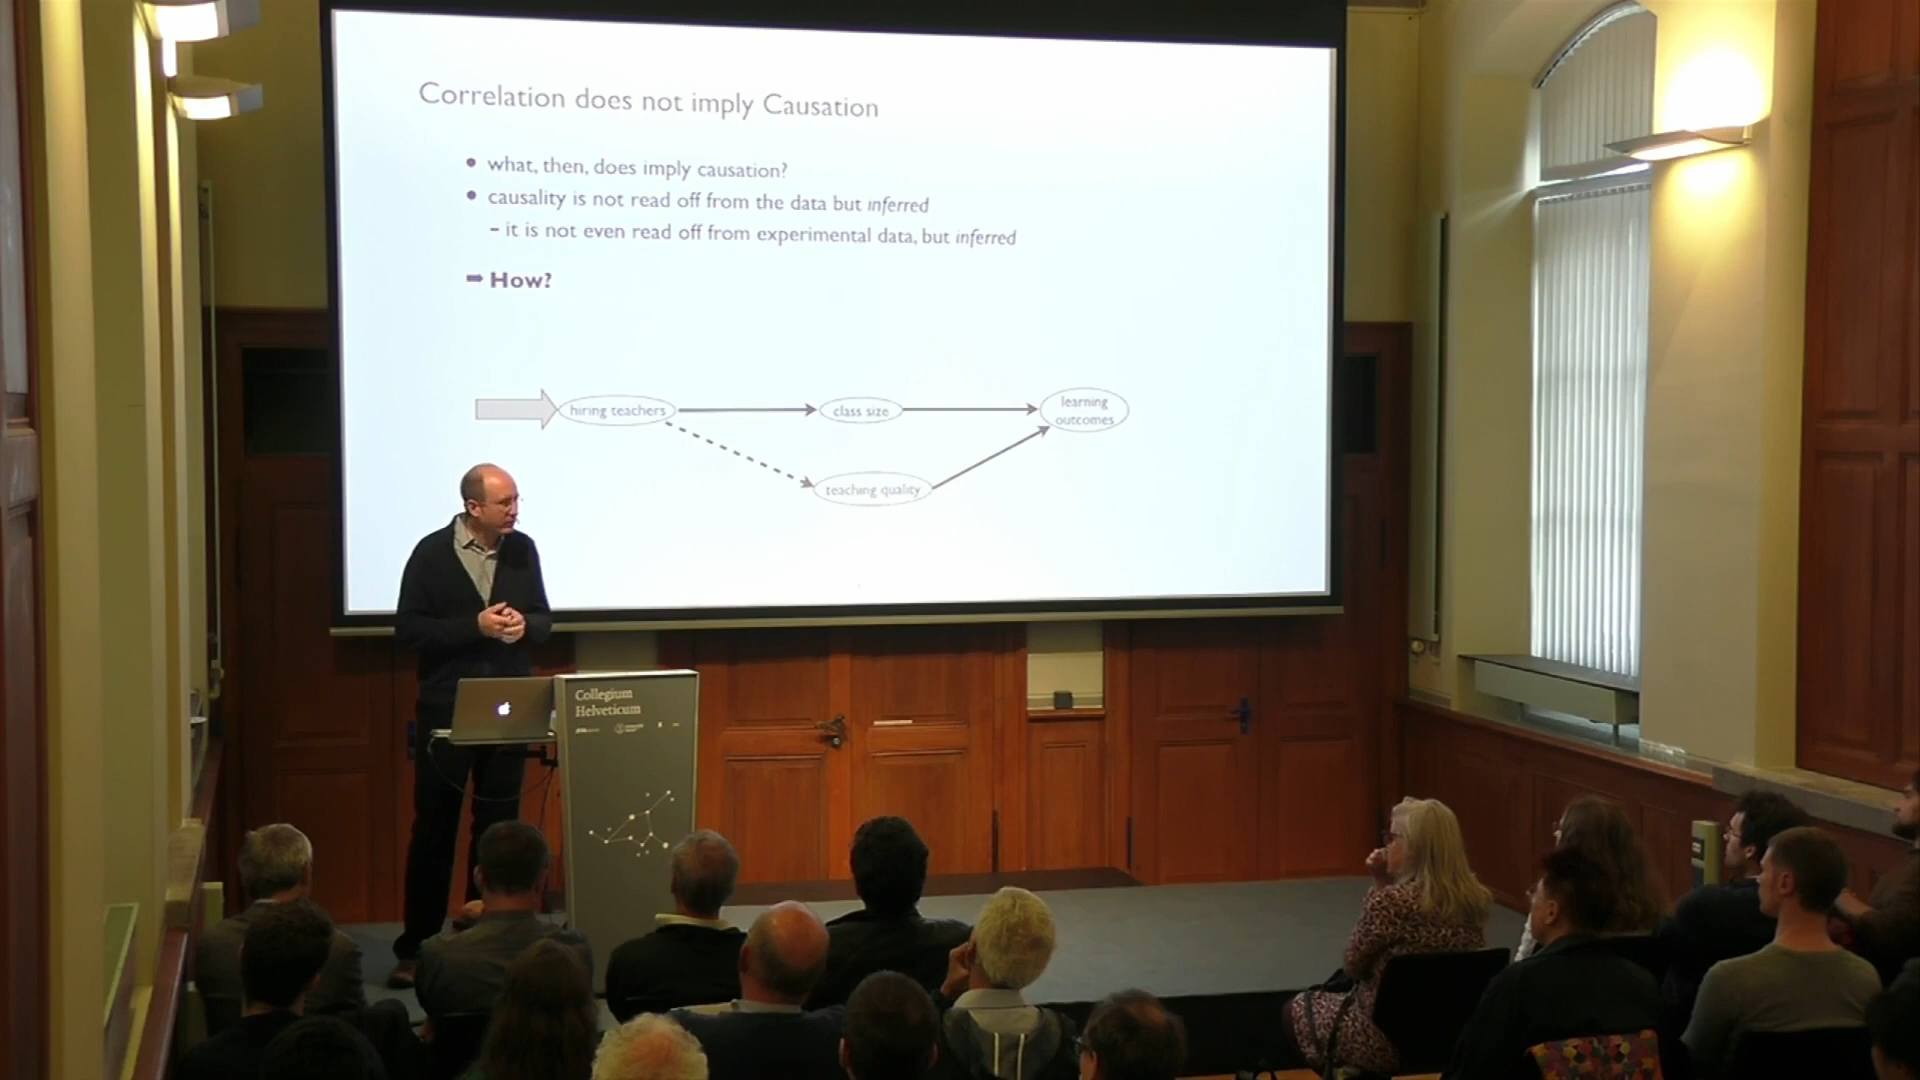 Correlation does not imply Causation
• what, then, does imply causation?
• causality is not read off from the data but inferred
– it is not even read off from experimental data, but inferred
➡ How?
hiring teachers
class size
learning
outcomes
teaching quality
Collegium
Helveticum